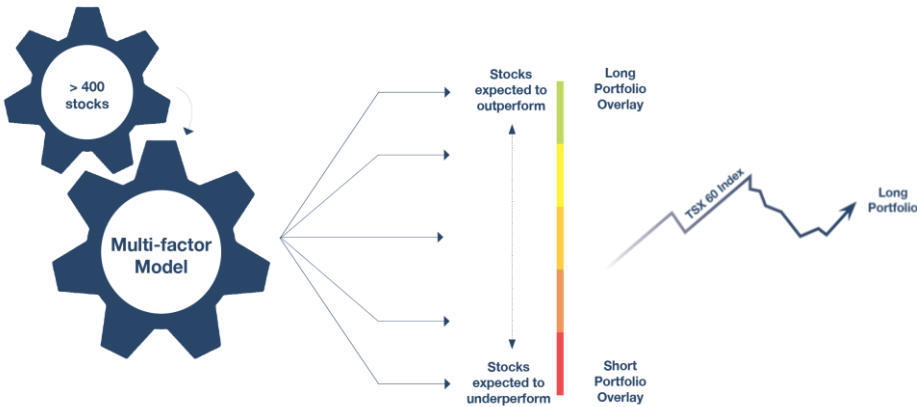 > 400
stocks
Multi-factor
Model
Stocks
expected to
outperform
Long
Portfolio
Overlay
Stocks
expected to
underperform
Short
Portfolio
Overlay
TSX 60 Index
Long
Portfolio